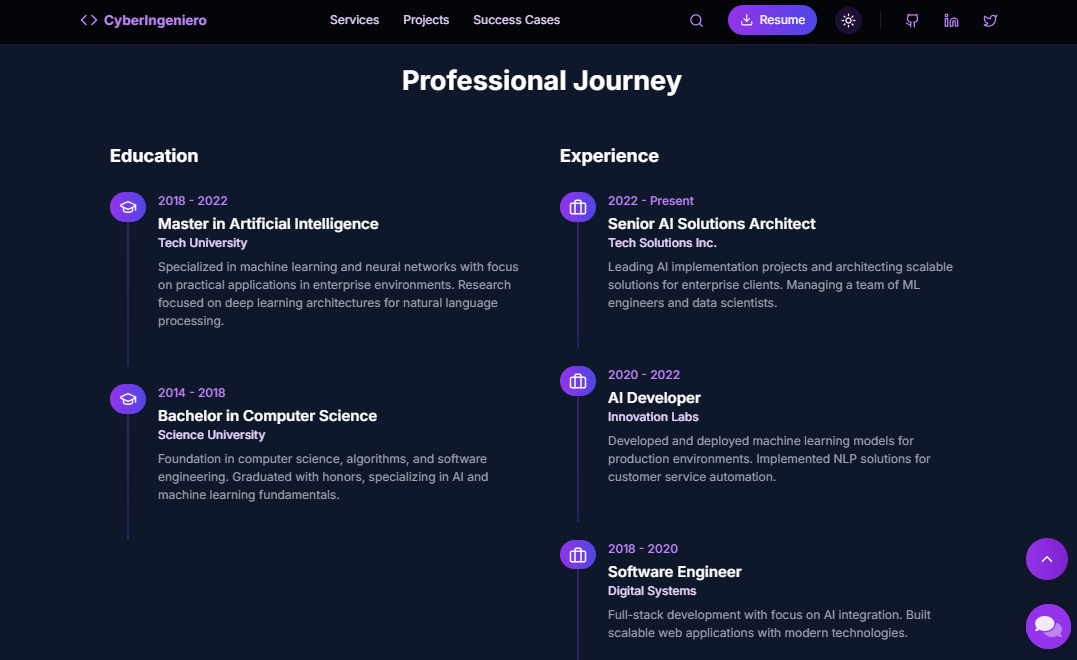 CyberIngeniero
Services
Projects
Success Cases
Resume
Professional Journey
Education
2018 - 2022
Master in Artificial Intelligence
Tech University
Specialized in machine learning and neural networks with focus
on practical applications in enterprise environments. Research
focused on deep learning architectures for natural language
processing.
2014 - 2018
Bachelor in Computer Science
Science University
Foundation in computer science, algorithms, and software
engineering. Graduated with honors, specializing in AI and
machine learning fundamentals.
Experience
2022 - Present
Senior AI Solutions Architect
Tech Solutions Inc.
Leading AI implementation projects and architecting scalable
solutions for enterprise clients. Managing a team of ML
engineers and data scientists.
2020 - 2022
AI Developer
Innovation Labs
Developed and deployed machine learning models for
production environments. Implemented NLP solutions for
customer service automation.
2018 - 2020
Software Engineer
Digital Systems
Full-stack development with focus on AI integration. Built
scalable web applications with modern technologies.